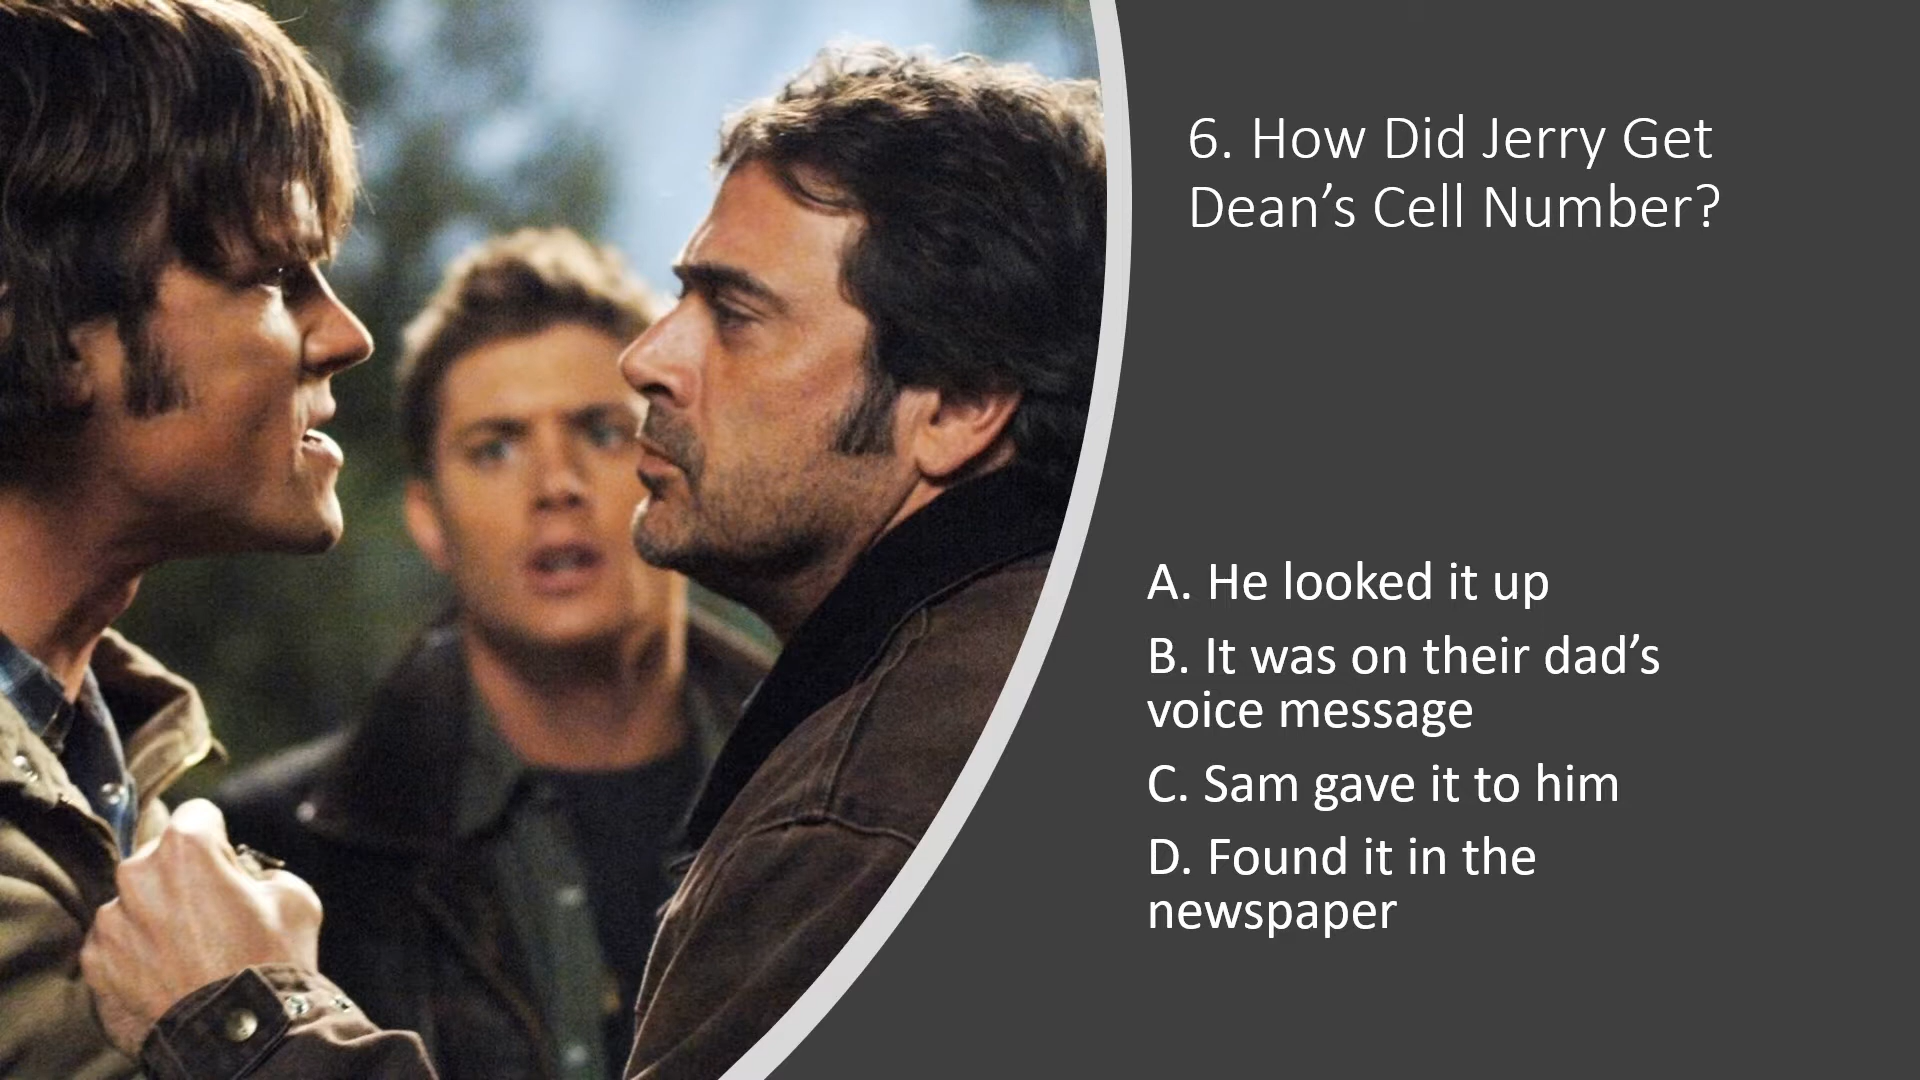 6. How Did Jerry Get
Dean’s Cell Number?
A. He looked it up
B. It was on their dad’s
voice message
C. Sam gave it to him
D. Found it in the
newspaper